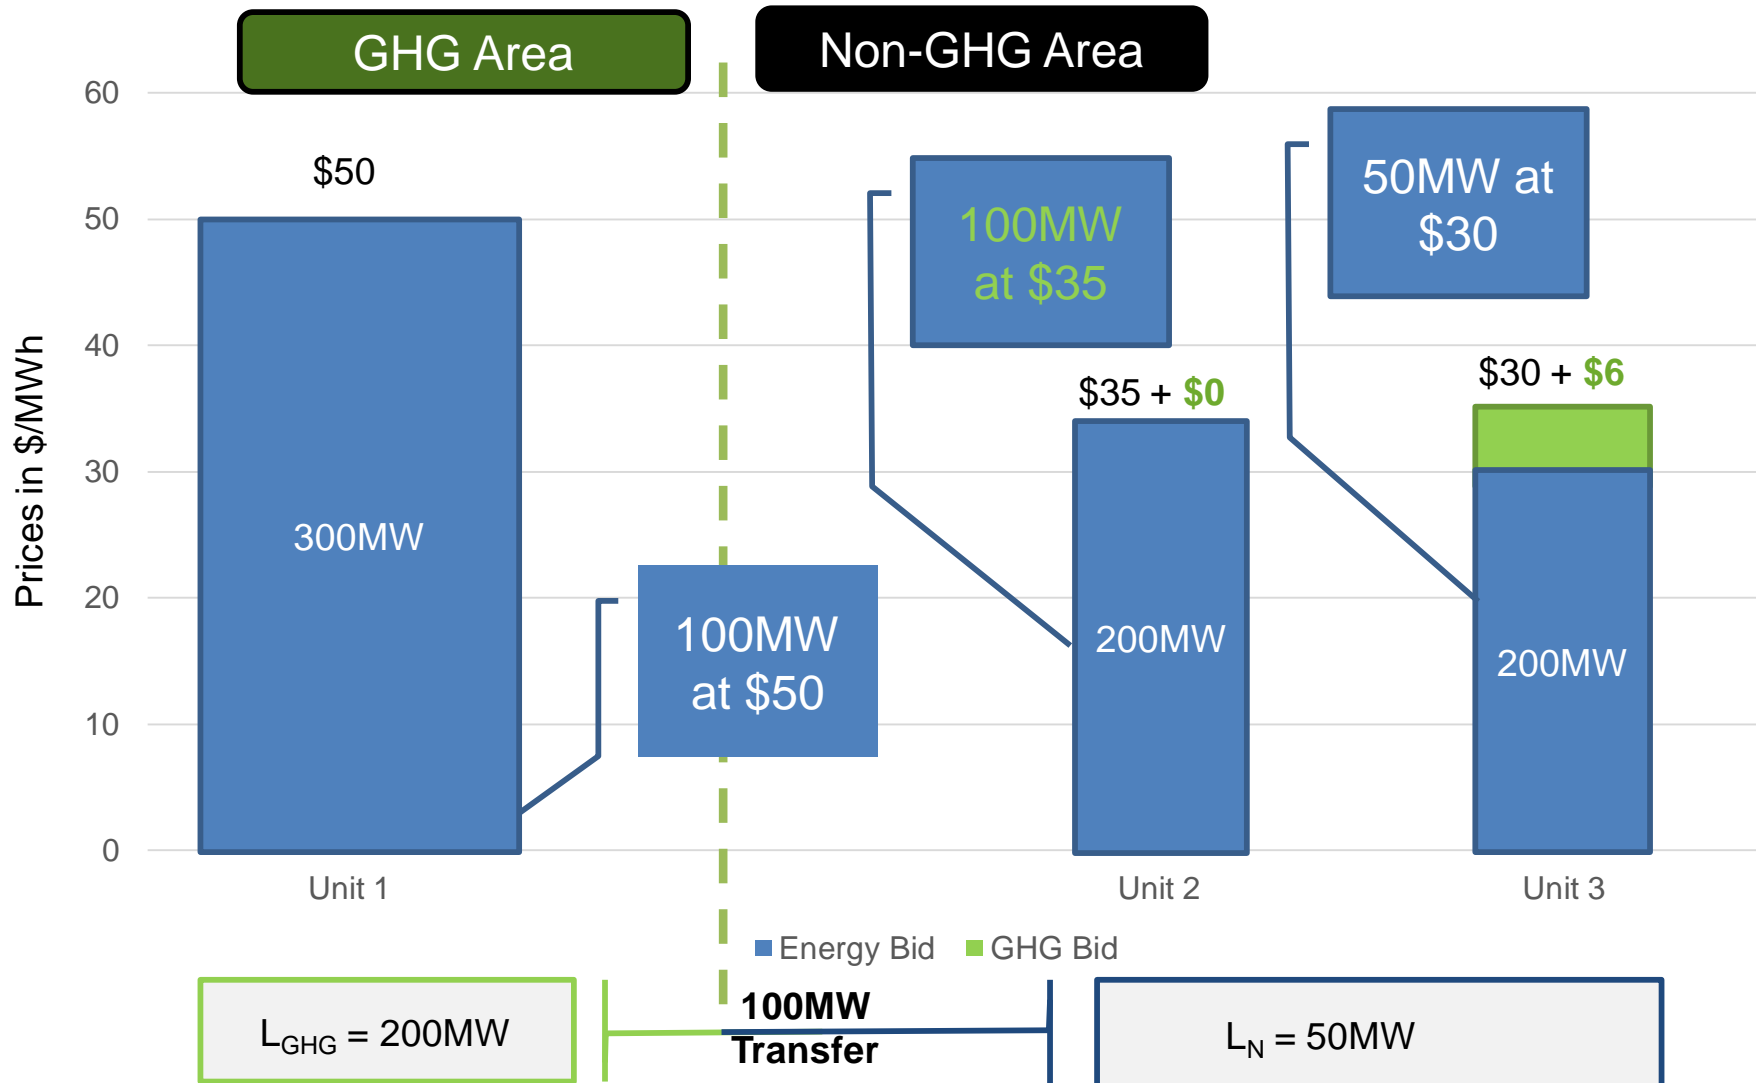 GHG Area
Non-GHG Area
Prices in $/MWh
60
50
40
30
20
10
0
$50
300MW
100MW
at $50
100MW
at $35
50MW at
$30
$35 + $0
200MW
$30 + $6
200MW
Unit 1
Unit 2
Unit 3
Energy Bid
GHG Bid
LGHG = 200MW
100MW
Transfer
LN = 50MW